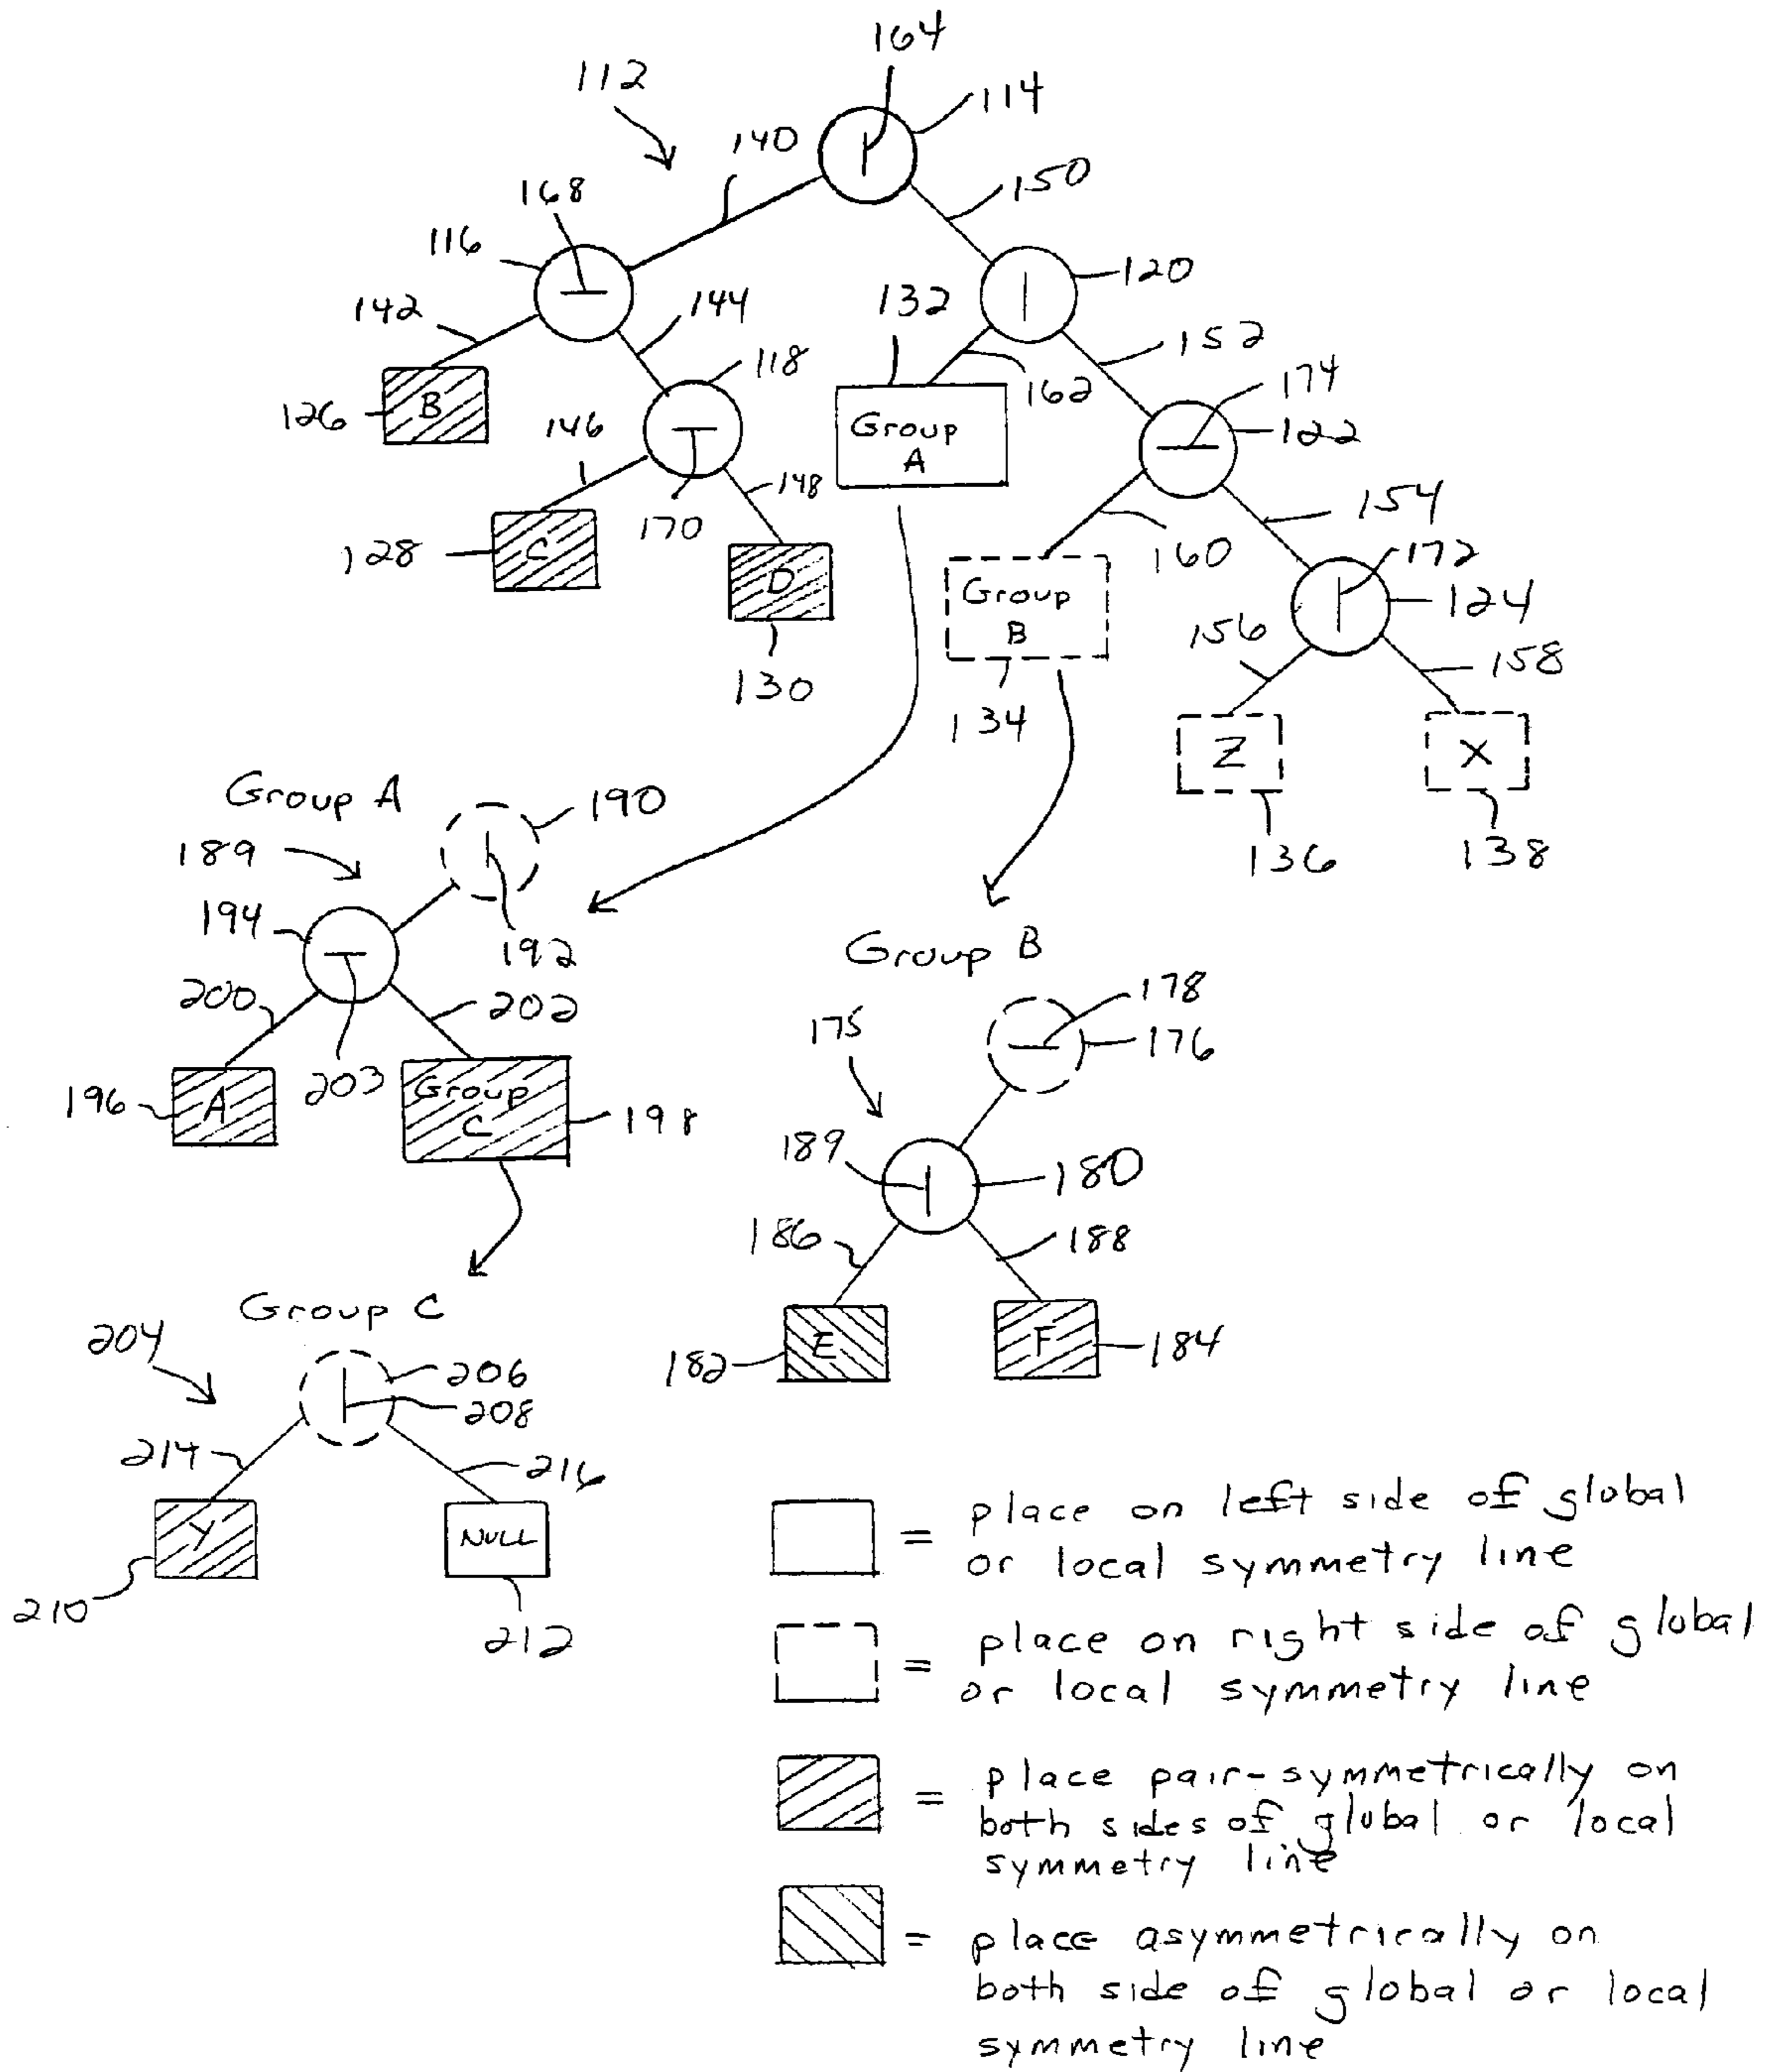 164
112
114
140
150
168
116
120
142
144
132
152
118
162
174
126
B
146
Group
A
122
148
170
154
128
C
160
172
D
Group
B
124
156
158
130
134
Z
X
136
138
Group A
190
189
194
192
Group B
200
202
178
175
176
196
A
203
Group
C
198
189
180
186
188
Group C
204
206
208
182
E
F
184
214
216
Y
NULL
210
212
= place on left side of global
or local symmetry line
= place on right side of global
or local symmetry line
= place pair-symmetrically on
both sides of global or local
symmetry line
= place asymmetrically on
both side of global or local
symmetry line